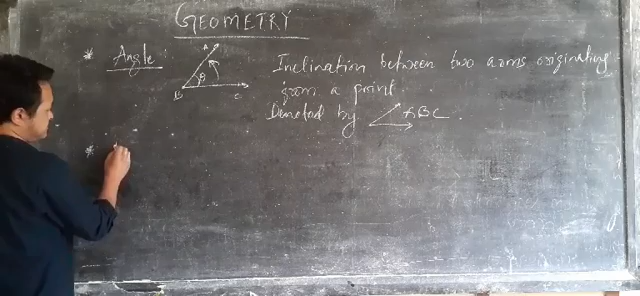 GEOMETRY
* Angle
A
θ
B C
Inclination between two arms originating
from a point.
Denoted by ∠ ABC.
*